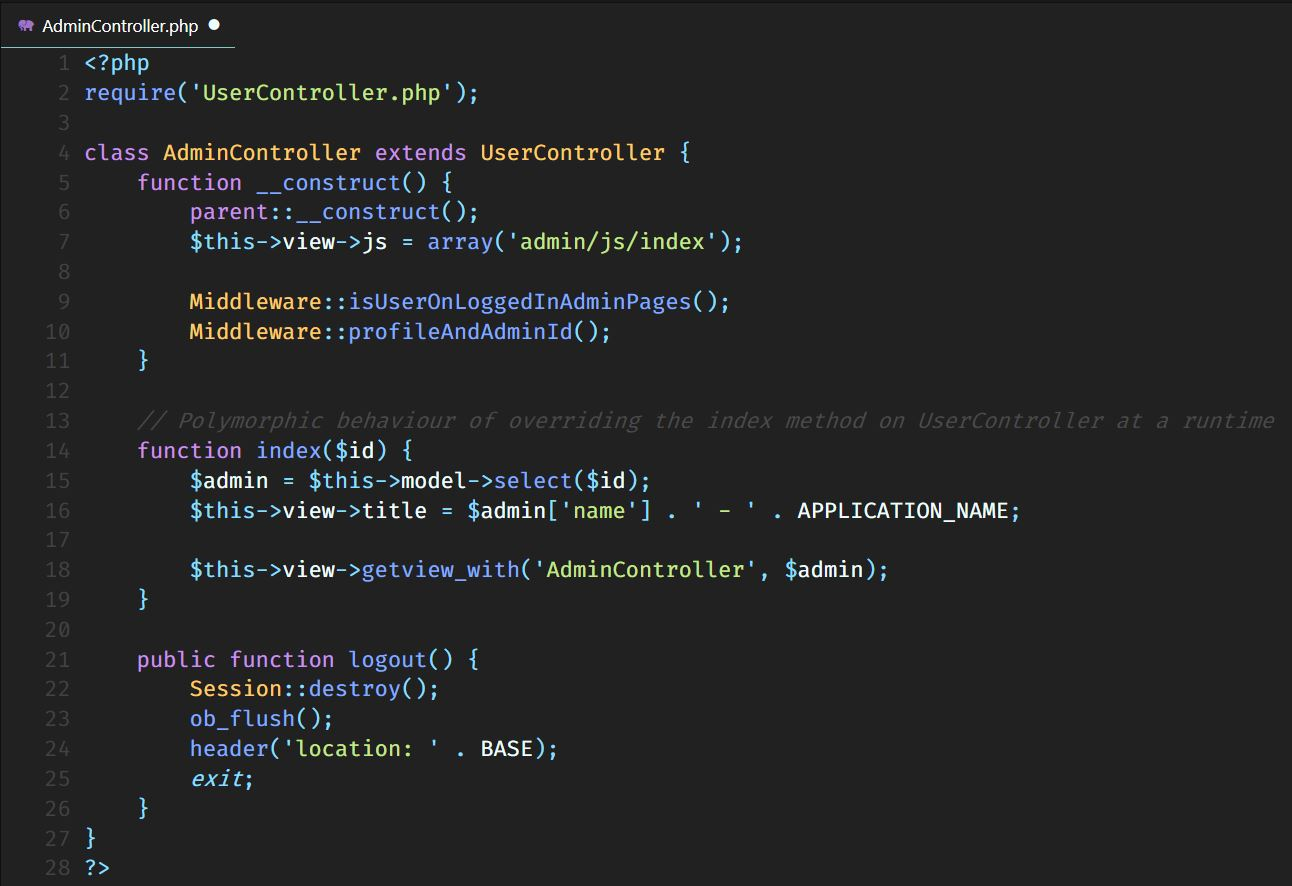 AdminController.php
1 <?php
2 require('UserController.php');
3
4 class AdminController extends UserController {
5     function __construct() {
6         parent::__construct();
7         $this->view->js = array('admin/js/index');
8
9         Middleware::isUserOnLoggedInAdminPages();
10         Middleware::profileAndAdminId();
11     }
12
13     // Polymorphic behaviour of overriding the index method on UserController at a runtime
14     function index($id) {
15         $admin = $this->model->select($id);
16         $this->view->title = $admin['name'] . ' - ' . APPLICATION_NAME;
17
18         $this->view->getview_with('AdminController', $admin);
19     }
20
21     public function logout() {
22         Session::destroy();
23         ob_flush();
24         header('location: ' . BASE);
25         exit;
26     }
27 }
28 ?>